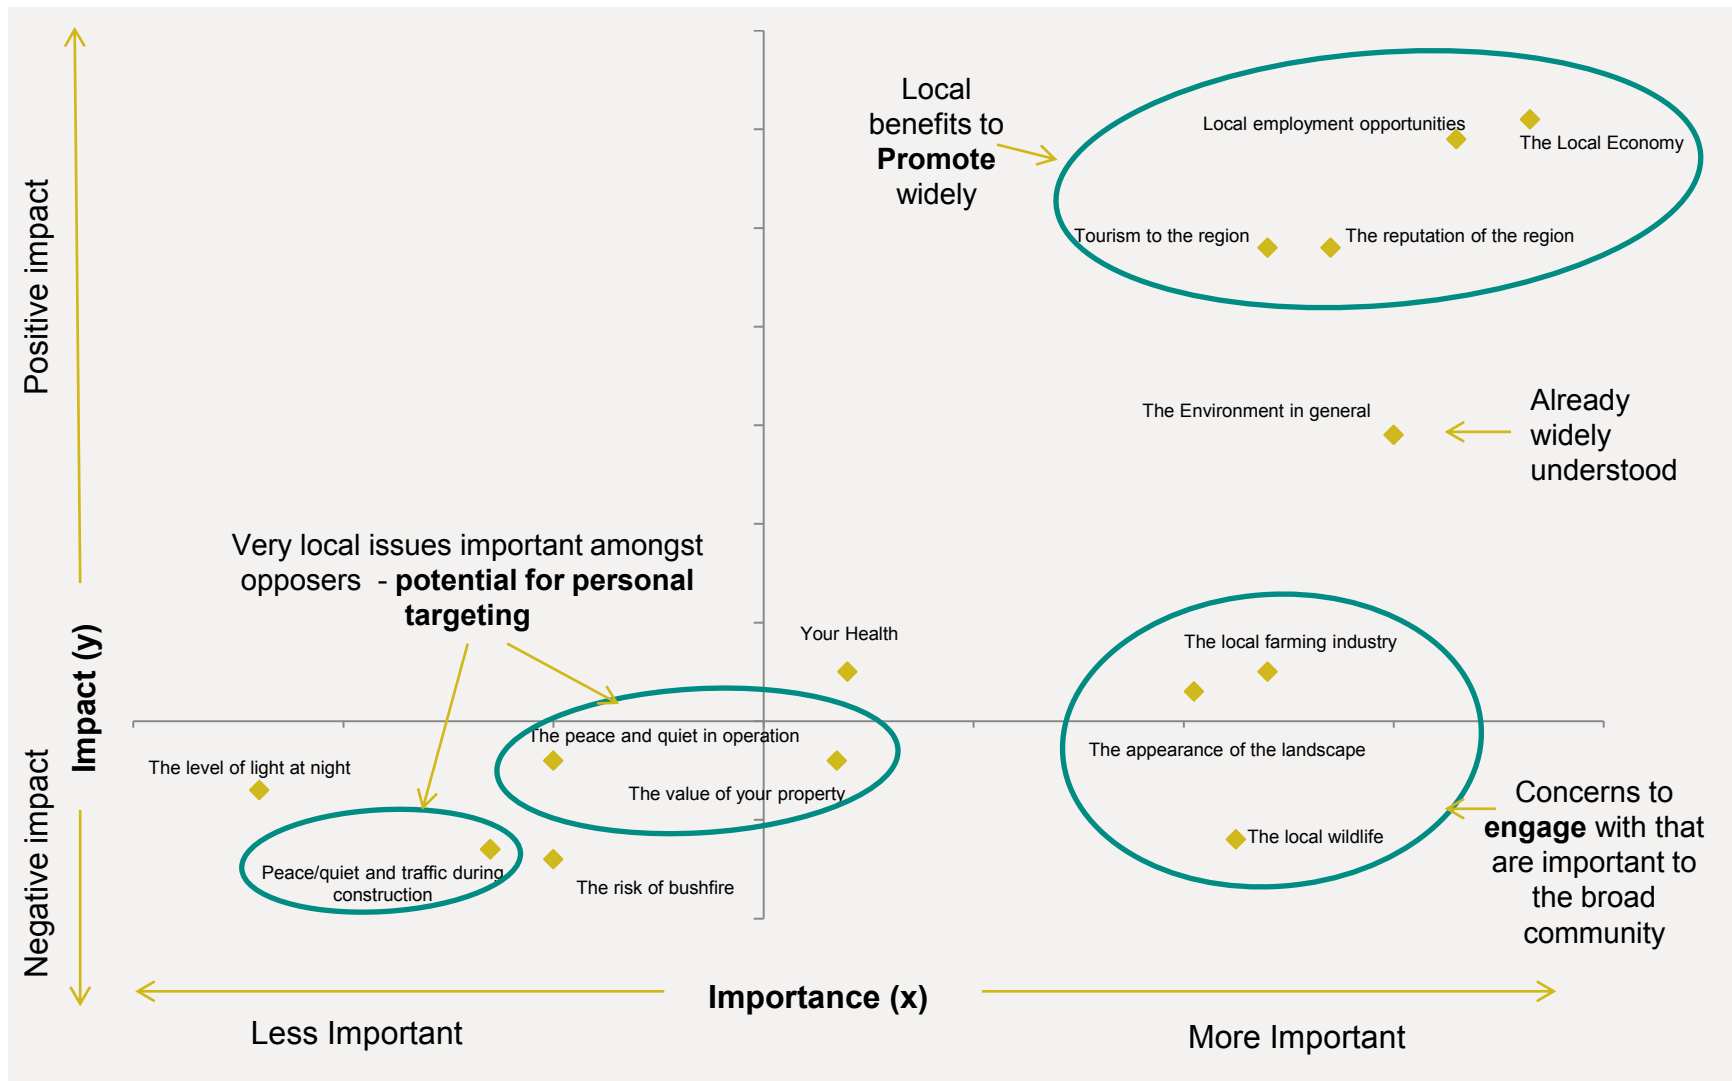 Local
benefits to
Promote
widely
Local employment opportunities
The Local Economy
Tourism to the region
The reputation of the region
Positive impact
The Environment in general
Already
widely
understood
Very local issues important amongst
opposers - potential for personal
targeting
Your Health
The local farming industry
Impact (y)
The peace and quiet in operation
The appearance of the landscape
The level of light at night
The value of your property
Concerns to
engage with that
are important to
the broad
community
The local wildlife
Peace/quiet and traffic during
construction
The risk of bushfire
Negative impact
Importance (x)
Less Important
More Important